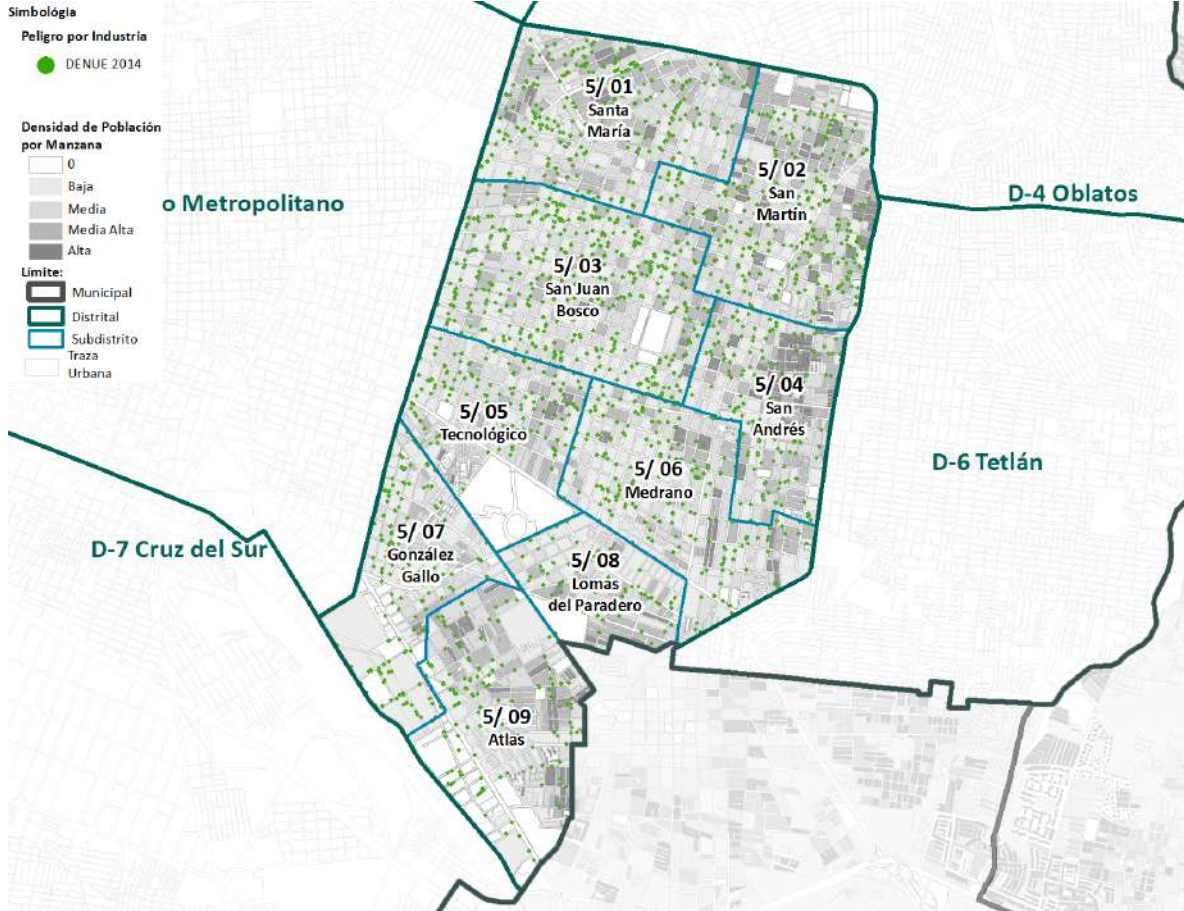 Simbológia
Peligro por Industria
DENUE 2014
Densidad de Población
por Manzana
0
Baja
Media
Media Alta
Alta
Límite:
Municipal
Distrital
Subdistrito
Traza
Urbana
5/ 01
Santa
María
5/ 02
San
Martín
o Metropolitano
D-4 Oblatos
5/ 03
San Juan
Bosco
5/ 04
San
Andrés
5/ 05
Tecnológico
5/ 06
Medrano
D-6 Tetlán
D-7 Cruz del Sur
5/ 07
González
Gallo
5/ 08
Lomas
del Paradero
5/ 09
Atlas